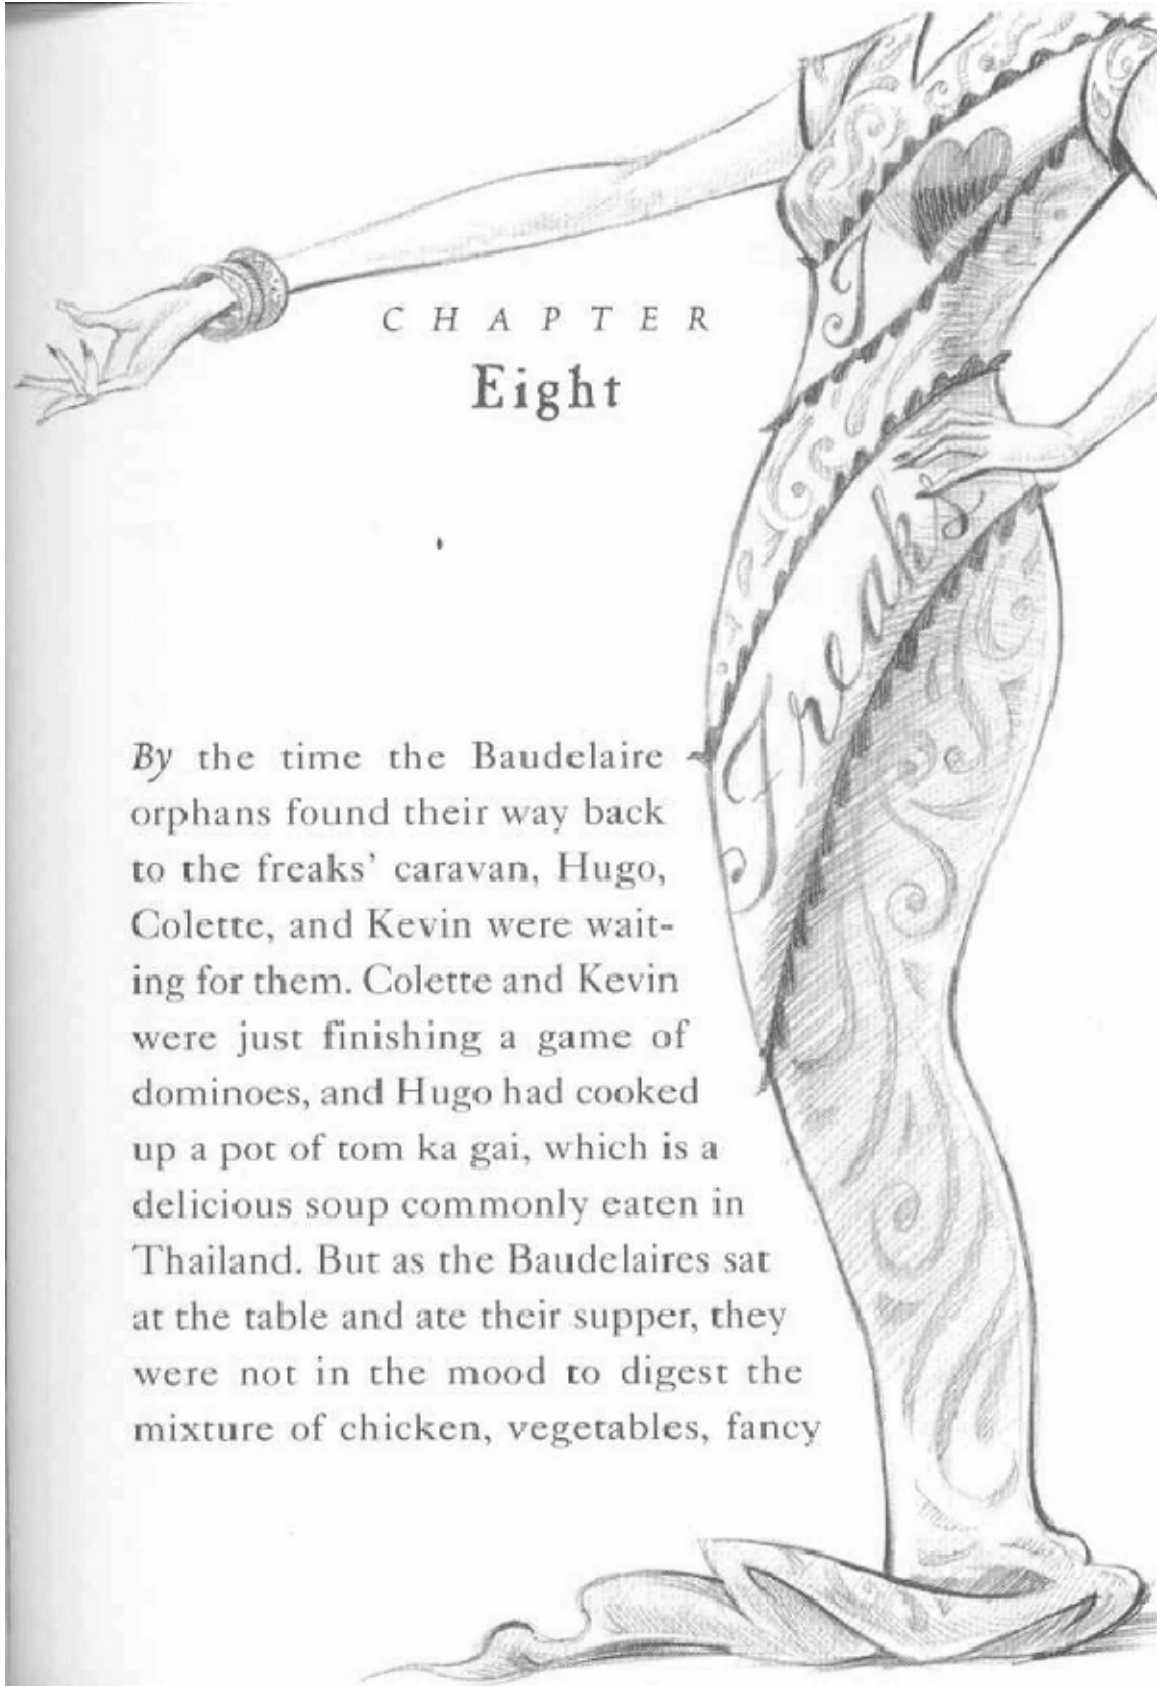 CHAPTER
Eight
I ♥
Freaks
By the time the Baudelaire
orphans found their way back
to the freaks' caravan, Hugo,
Colette, and Kevin were wait-
ing for them. Colette and Kevin
were just finishing a game of
dominoes, and Hugo had cooked
up a pot of tom ka gai, which is a
delicious soup commonly eaten in
Thailand. But as the Baudelaires sat
at the table and ate their supper, they
were not in the mood to digest the
mixture of chicken, vegetables, fancy